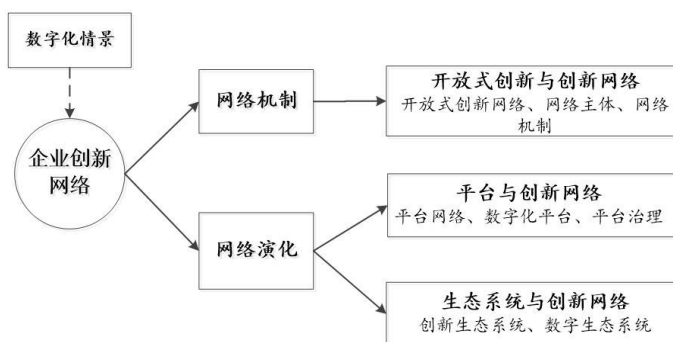 数字化情景
企业创新
网络
网络机制
网络演化
开放式创新与创新网络
开放式创新网络、网络主体、网络
机制
平台与创新网络
平台网络、数字化平台、平台治理
生态系统与创新网络
创新生态系统、数字生态系统